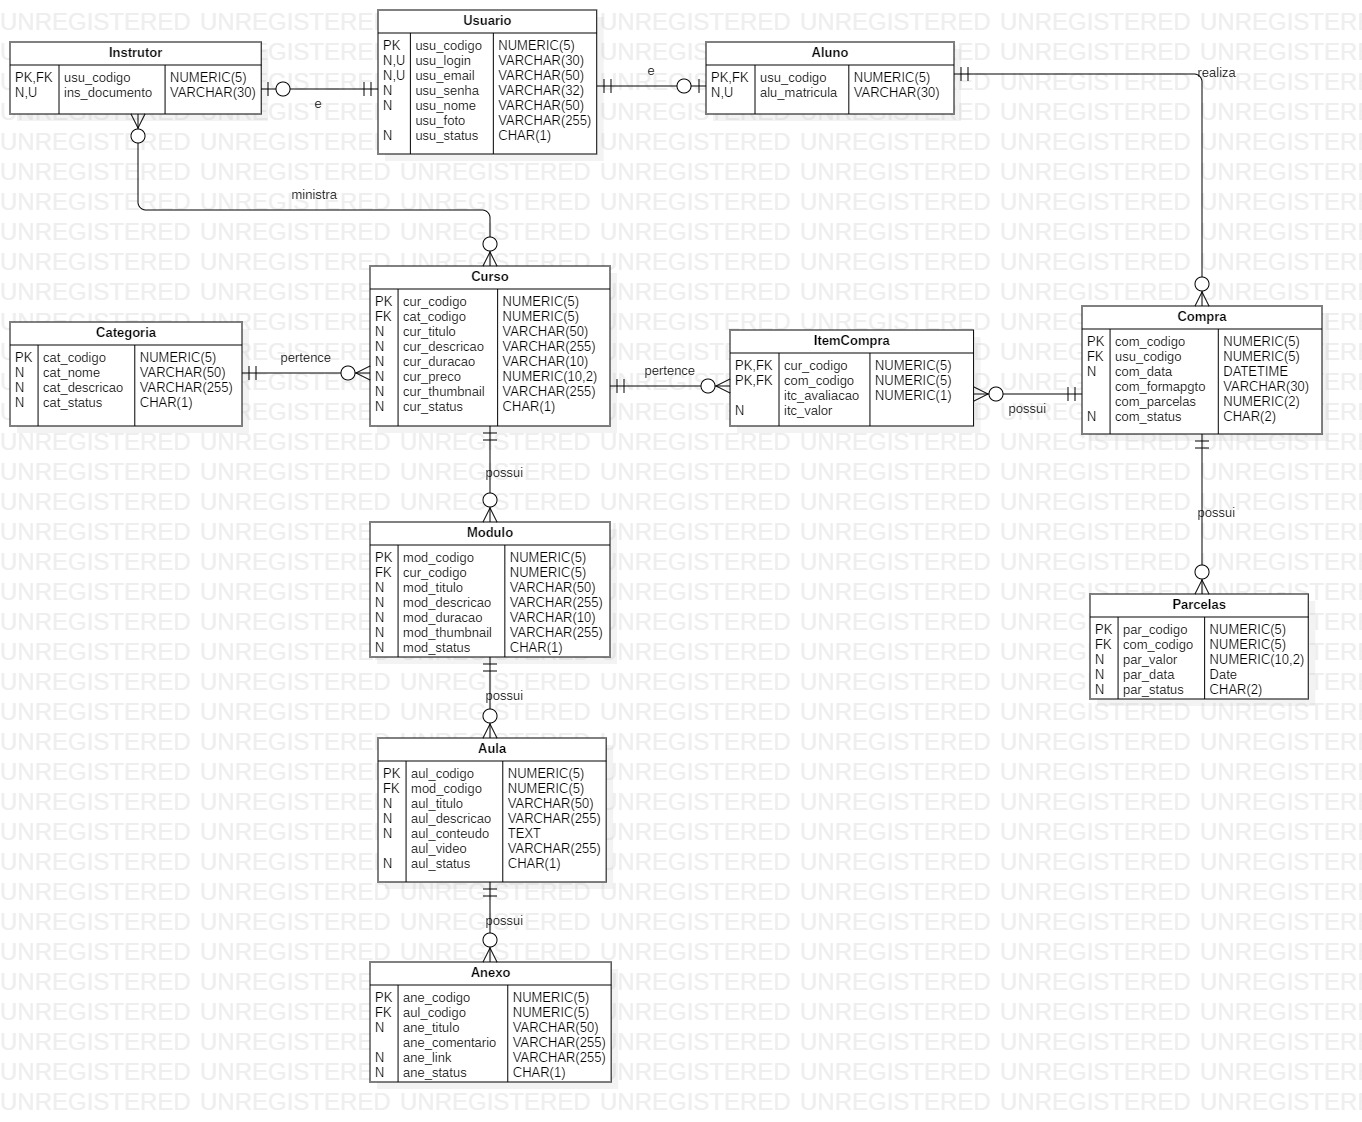 Usuario
PK usu_codigo NUMERIC(5)
N,U usu_login VARCHAR(30)
N,U usu_email VARCHAR(50)
N usu_senha VARCHAR(32)
N usu_nome VARCHAR(50)
usu_foto VARCHAR(255)
N usu_status CHAR(1)
Instrutor
PK,FK usu_codigo NUMERIC(5)
N,U ins_documento VARCHAR(30)
e
Aluno
PK,FK usu_codigo NUMERIC(5)
N,U alu_matricula VARCHAR(30)
e
realiza
ministra
Curso
PK cur_codigo NUMERIC(5)
FK cat_codigo NUMERIC(5)
N cur_titulo VARCHAR(50)
N cur_descricao VARCHAR(255)
N cur_duracao VARCHAR(10)
N cur_preco NUMERIC(10,2)
N cur_thumbnail VARCHAR(255)
N cur_status CHAR(1)
Categoria
PK cat_codigo NUMERIC(5)
N cat_nome VARCHAR(50)
N cat_descricao VARCHAR(255)
N cat_status CHAR(1)
pertence
pertence
ItemCompra
PK,FK cur_codigo NUMERIC(5)
PK,FK com_codigo NUMERIC(5)
itc_avaliacao NUMERIC(1)
N itc_valor
possui
Compra
PK com_codigo NUMERIC(5)
FK usu_codigo NUMERIC(5)
N com_data DATETIME
com_formapgto VARCHAR(30)
com_parcelas NUMERIC(2)
N com_status CHAR(2)
possui
possui
Modulo
PK mod_codigo NUMERIC(5)
FK cur_codigo NUMERIC(5)
N mod_titulo VARCHAR(50)
N mod_descricao VARCHAR(255)
N mod_duracao VARCHAR(10)
N mod_thumbnail VARCHAR(255)
N mod_status CHAR(1)
Parcelas
PK par_codigo NUMERIC(5)
FK com_codigo NUMERIC(5)
N par_valor NUMERIC(10,2)
N par_data Date
N par_status CHAR(2)
possui
Aula
PK aul_codigo NUMERIC(5)
FK mod_codigo NUMERIC(5)
N aul_titulo VARCHAR(50)
N aul_descricao VARCHAR(255)
N aul_conteudo TEXT
aul_video VARCHAR(255)
N aul_status CHAR(1)
possui
Anexo
PK ane_codigo NUMERIC(5)
FK aul_codigo NUMERIC(5)
N ane_titulo VARCHAR(50)
ane_comentario VARCHAR(255)
N ane_link VARCHAR(255)
N ane_status CHAR(1)
UNREGISTERED